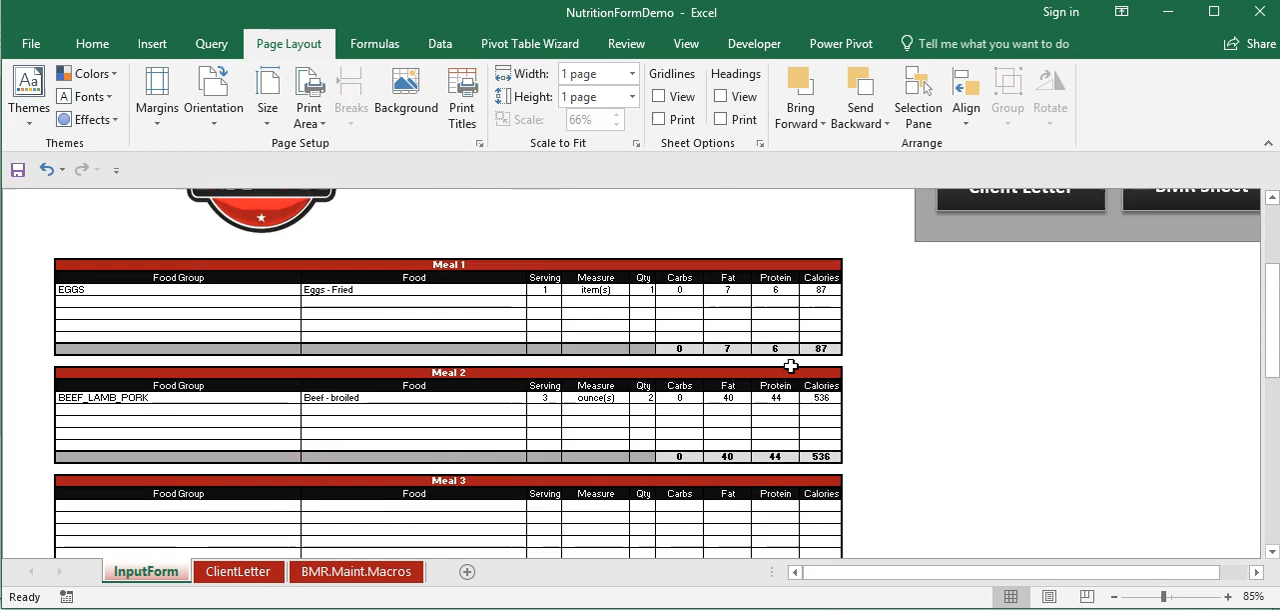 NutritionFormDemo - Excel
Sign in
File Home Insert Query Page Layout Formulas Data Pivot Table Wizard Review View Developer Power Pivot Tell me what you want to do Share
Themes
Colors
Fonts
Effects
Themes
Margins Orientation Size Print Area Breaks Background Print Titles
Page Setup
Width: 1 page
Height: 1 page
Scale: 66%
Scale to Fit
Gridlines Headings
View View
Print Print
Sheet Options
Bring Forward Send Backward Selection Pane Align Group Rotate
Arrange
Client Letter BMR Sheet
Meal 1
Food Group Food Serving Measure Qty Carbs Fat Protein Calories
EGGS Eggs - Fried 1 item(s) 1 0 7 6 87
0 7 6 87
Meal 2
Food Group Food Serving Measure Qty Carbs Fat Protein Calories
BEEF_LAMB_PORK Beef - broiled 3 ounce(s) 2 0 40 44 536
0 40 44 536
Meal 3
Food Group Food Serving Measure Qty Carbs Fat Protein Calories
InputForm ClientLetter BMR.Maint.Macros
Ready 85%